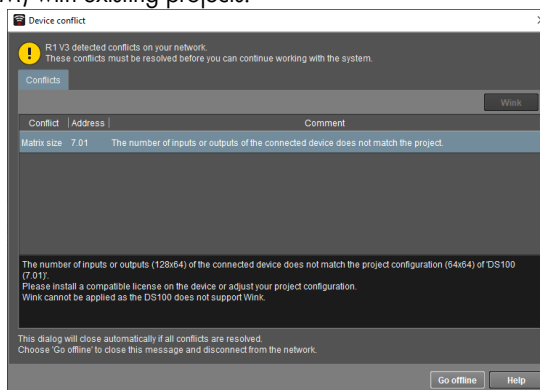 with existing projects.
Device conflict
R1 V3 detected conflicts on your network.
These conflicts must be resolved before you can continue working with the system.
Conflicts
Wink
Conflict Address Comment
Matrix size 7.01 The number of inputs or outputs of the connected device does not match the project.
The number of inputs or outputs (128x64) of the connected device does not match the project configuration (64x64) of 'DS100
(7.01)'.
Please install a compatible license on the device or adjust your project configuration.
Wink cannot be applied as the DS100 does not support Wink.
This dialog will close automatically if all conflicts are resolved.
Choose 'Go offline' to close this message and disconnect from the network.
Go offline Help